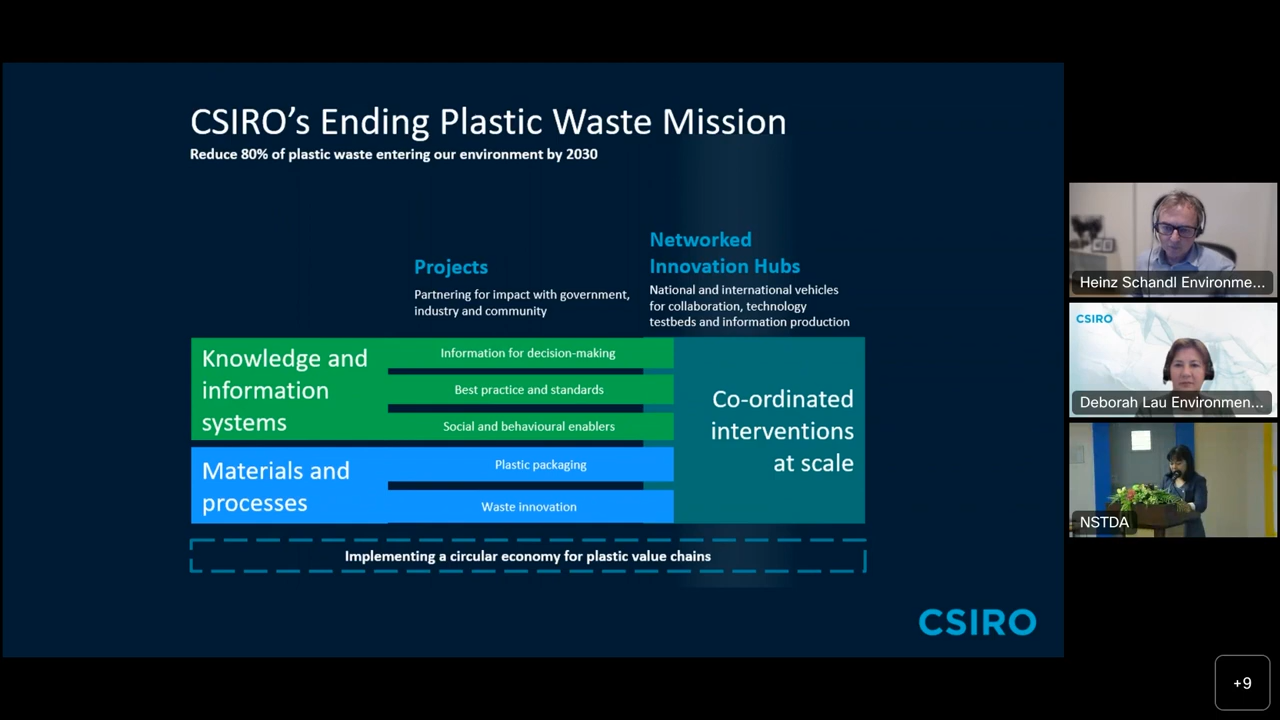 CSIRO's Ending Plastic Waste Mission
Reduce 80% of plastic waste entering our environment by 2030
Projects
Partnering for impact with government,
industry and community
Networked
Innovation Hubs
National and international vehicles
for collaboration, technology
testbeds and information production
Knowledge and
information
systems
Information for decision-making
Best practice and standards
Social and behavioural enablers
Materials and
processes
Plastic packaging
Waste innovation
Co-ordinated
interventions
at scale
Implementing a circular economy for plastic value chains
CSIRO
Heinz Schandl Environme...
CSIRO
Deborah Lau Environmen...
NSTDA
+9